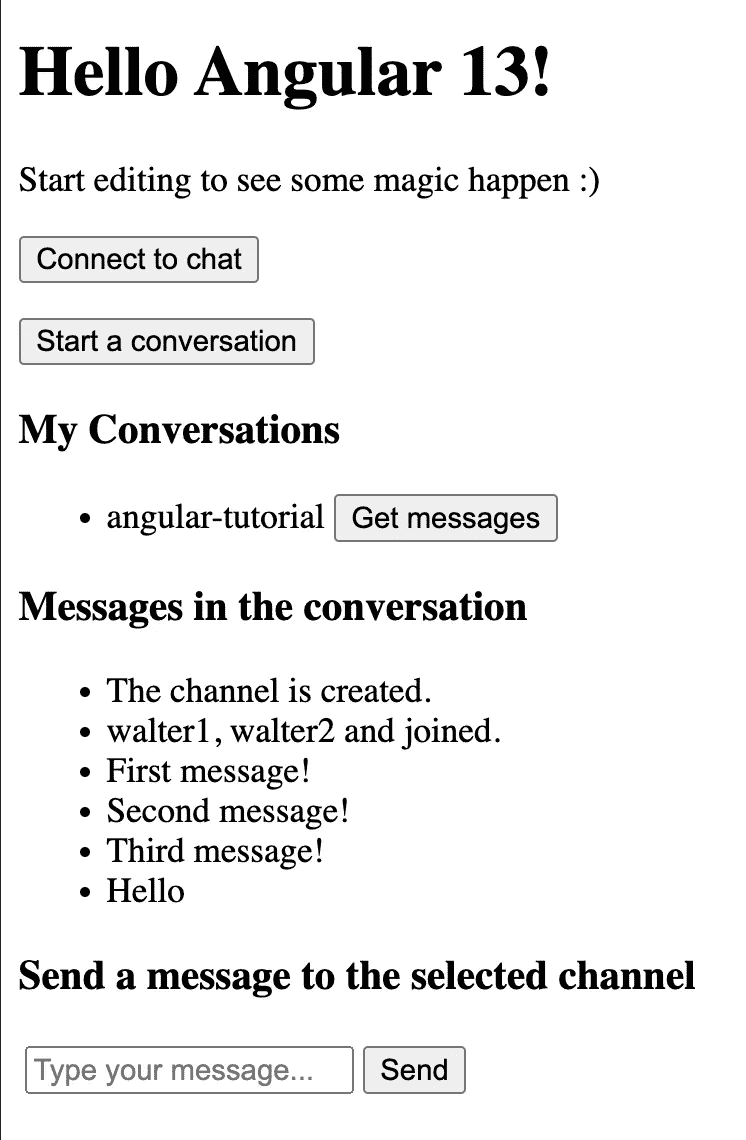 Hello Angular 13!
Start editing to see some magic happen :)
Connect to chat
Start a conversation
My Conversations
angular-tutorial Get messages
Messages in the conversation
The channel is created.
walter1, walter2 and joined.
First message!
Second message!
Third message!
Hello
Send a message to the selected channel
Type your message... Send